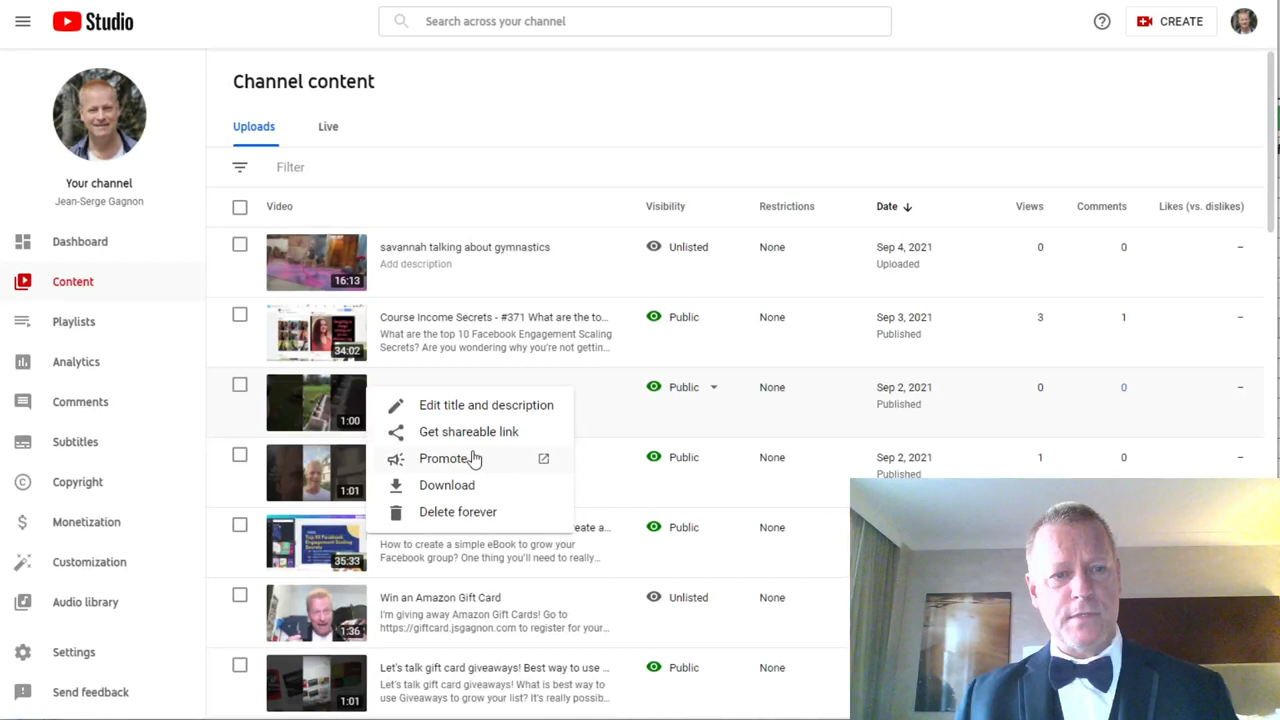 Studio
Search across your channel
CREATE
Your channel
Jean-Serge Gagnon
Dashboard
Content
Playlists
Analytics
Comments
Subtitles
Copyright
Monetization
Customization
Audio library
Settings
Send feedback
Channel content
Uploads
Live
Filter
Video
Visibility
Restrictions
Date
Views
Comments
Likes (vs. dislikes)
16:13
savannah talking about gymnastics
Add description
Unlisted
None
Sep 4, 2021
Uploaded
0
0
–
34:02
Course Income Secrets - #371 What are the to...
What are the top 10 Facebook Engagement Scaling
Secrets? Are you wondering why you're not gettin...
Public
None
Sep 3, 2021
Published
3
1
–
1:00
Edit title and description
Get shareable link
Promote
Download
Delete forever
Public
None
Sep 2, 2021
Published
0
0
–
1:01
Public
None
Sep 2, 2021
1
0
–
35:33
create a...
How to create a simple eBook to grow your
Facebook group? One thing you'll need to really...
Public
None
1:36
Win an Amazon Gift Card
I'm giving away Amazon Gift Cards! Go to
https://giftcard.jsgagnon.com to register for your...
Unlisted
None
1:01
Let's talk gift card giveaways! Best way to use ...
Let's talk gift card giveaways! What is best way to
use Giveaways to grow your list? It's really possib...
Public
None